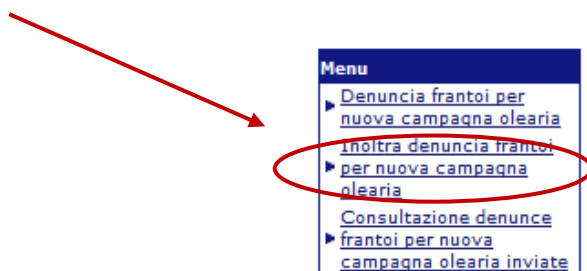 Menu
Denuncia frantoi per
nuova campagna olearia
Inoltra denuncia frantoi
per nuova campagna
olearia
Consultazione denunce
frantoi per nuova
campagna olearia inviate